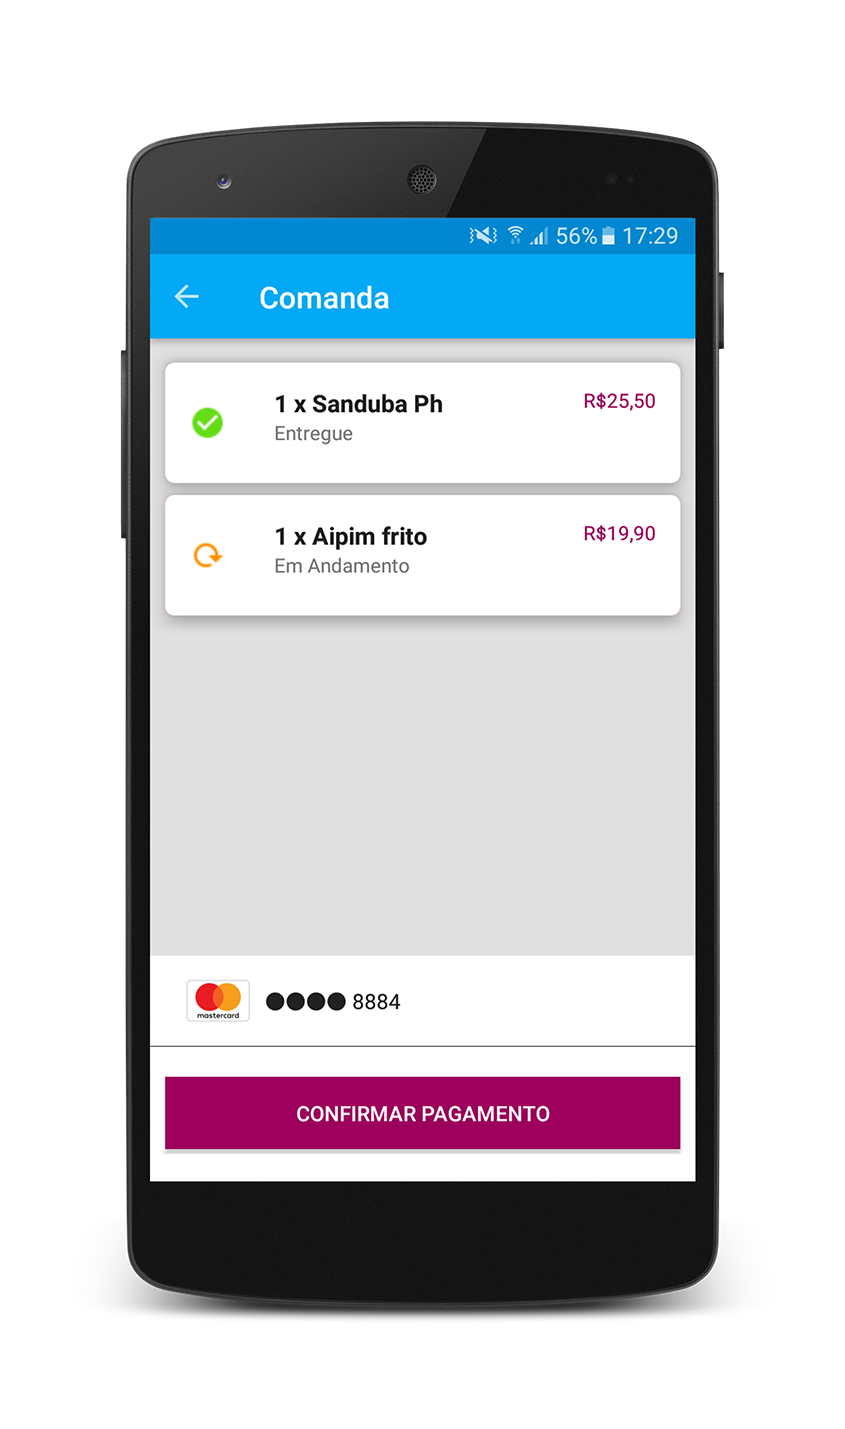 56% 17:29
Comanda
1 x Sanduba Ph R$25,50
Entregue
1 x Aipim frito R$19,90
Em Andamento
mastercard. 8884
CONFIRMAR PAGAMENTO